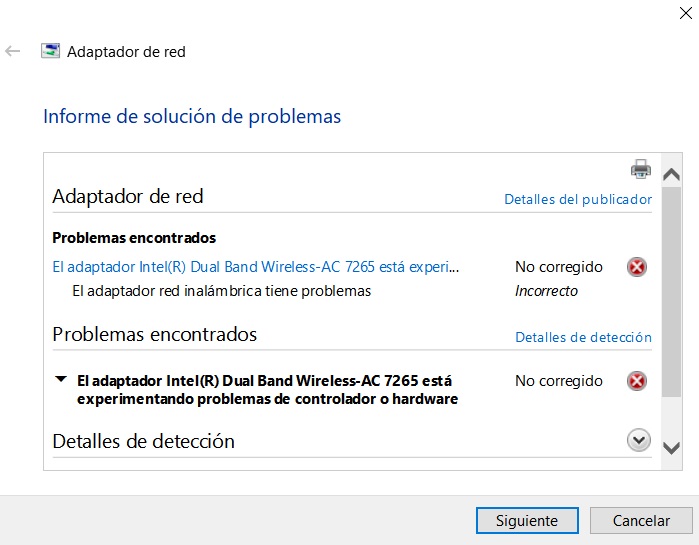 Adaptador de red
Informe de solución de problemas
Adaptador de red
Detalles del publicador
Problemas encontrados
El adaptador Intel(R) Dual Band Wireless-AC 7265 está experi...
No corregido
El adaptador red inalámbrica tiene problemas
Incorrecto
Problemas encontrados
Detalles de detección
El adaptador Intel(R) Dual Band Wireless-AC 7265 está
experimentando problemas de controlador o hardware
No corregido
Detalles de detección
Siguiente
Cancelar